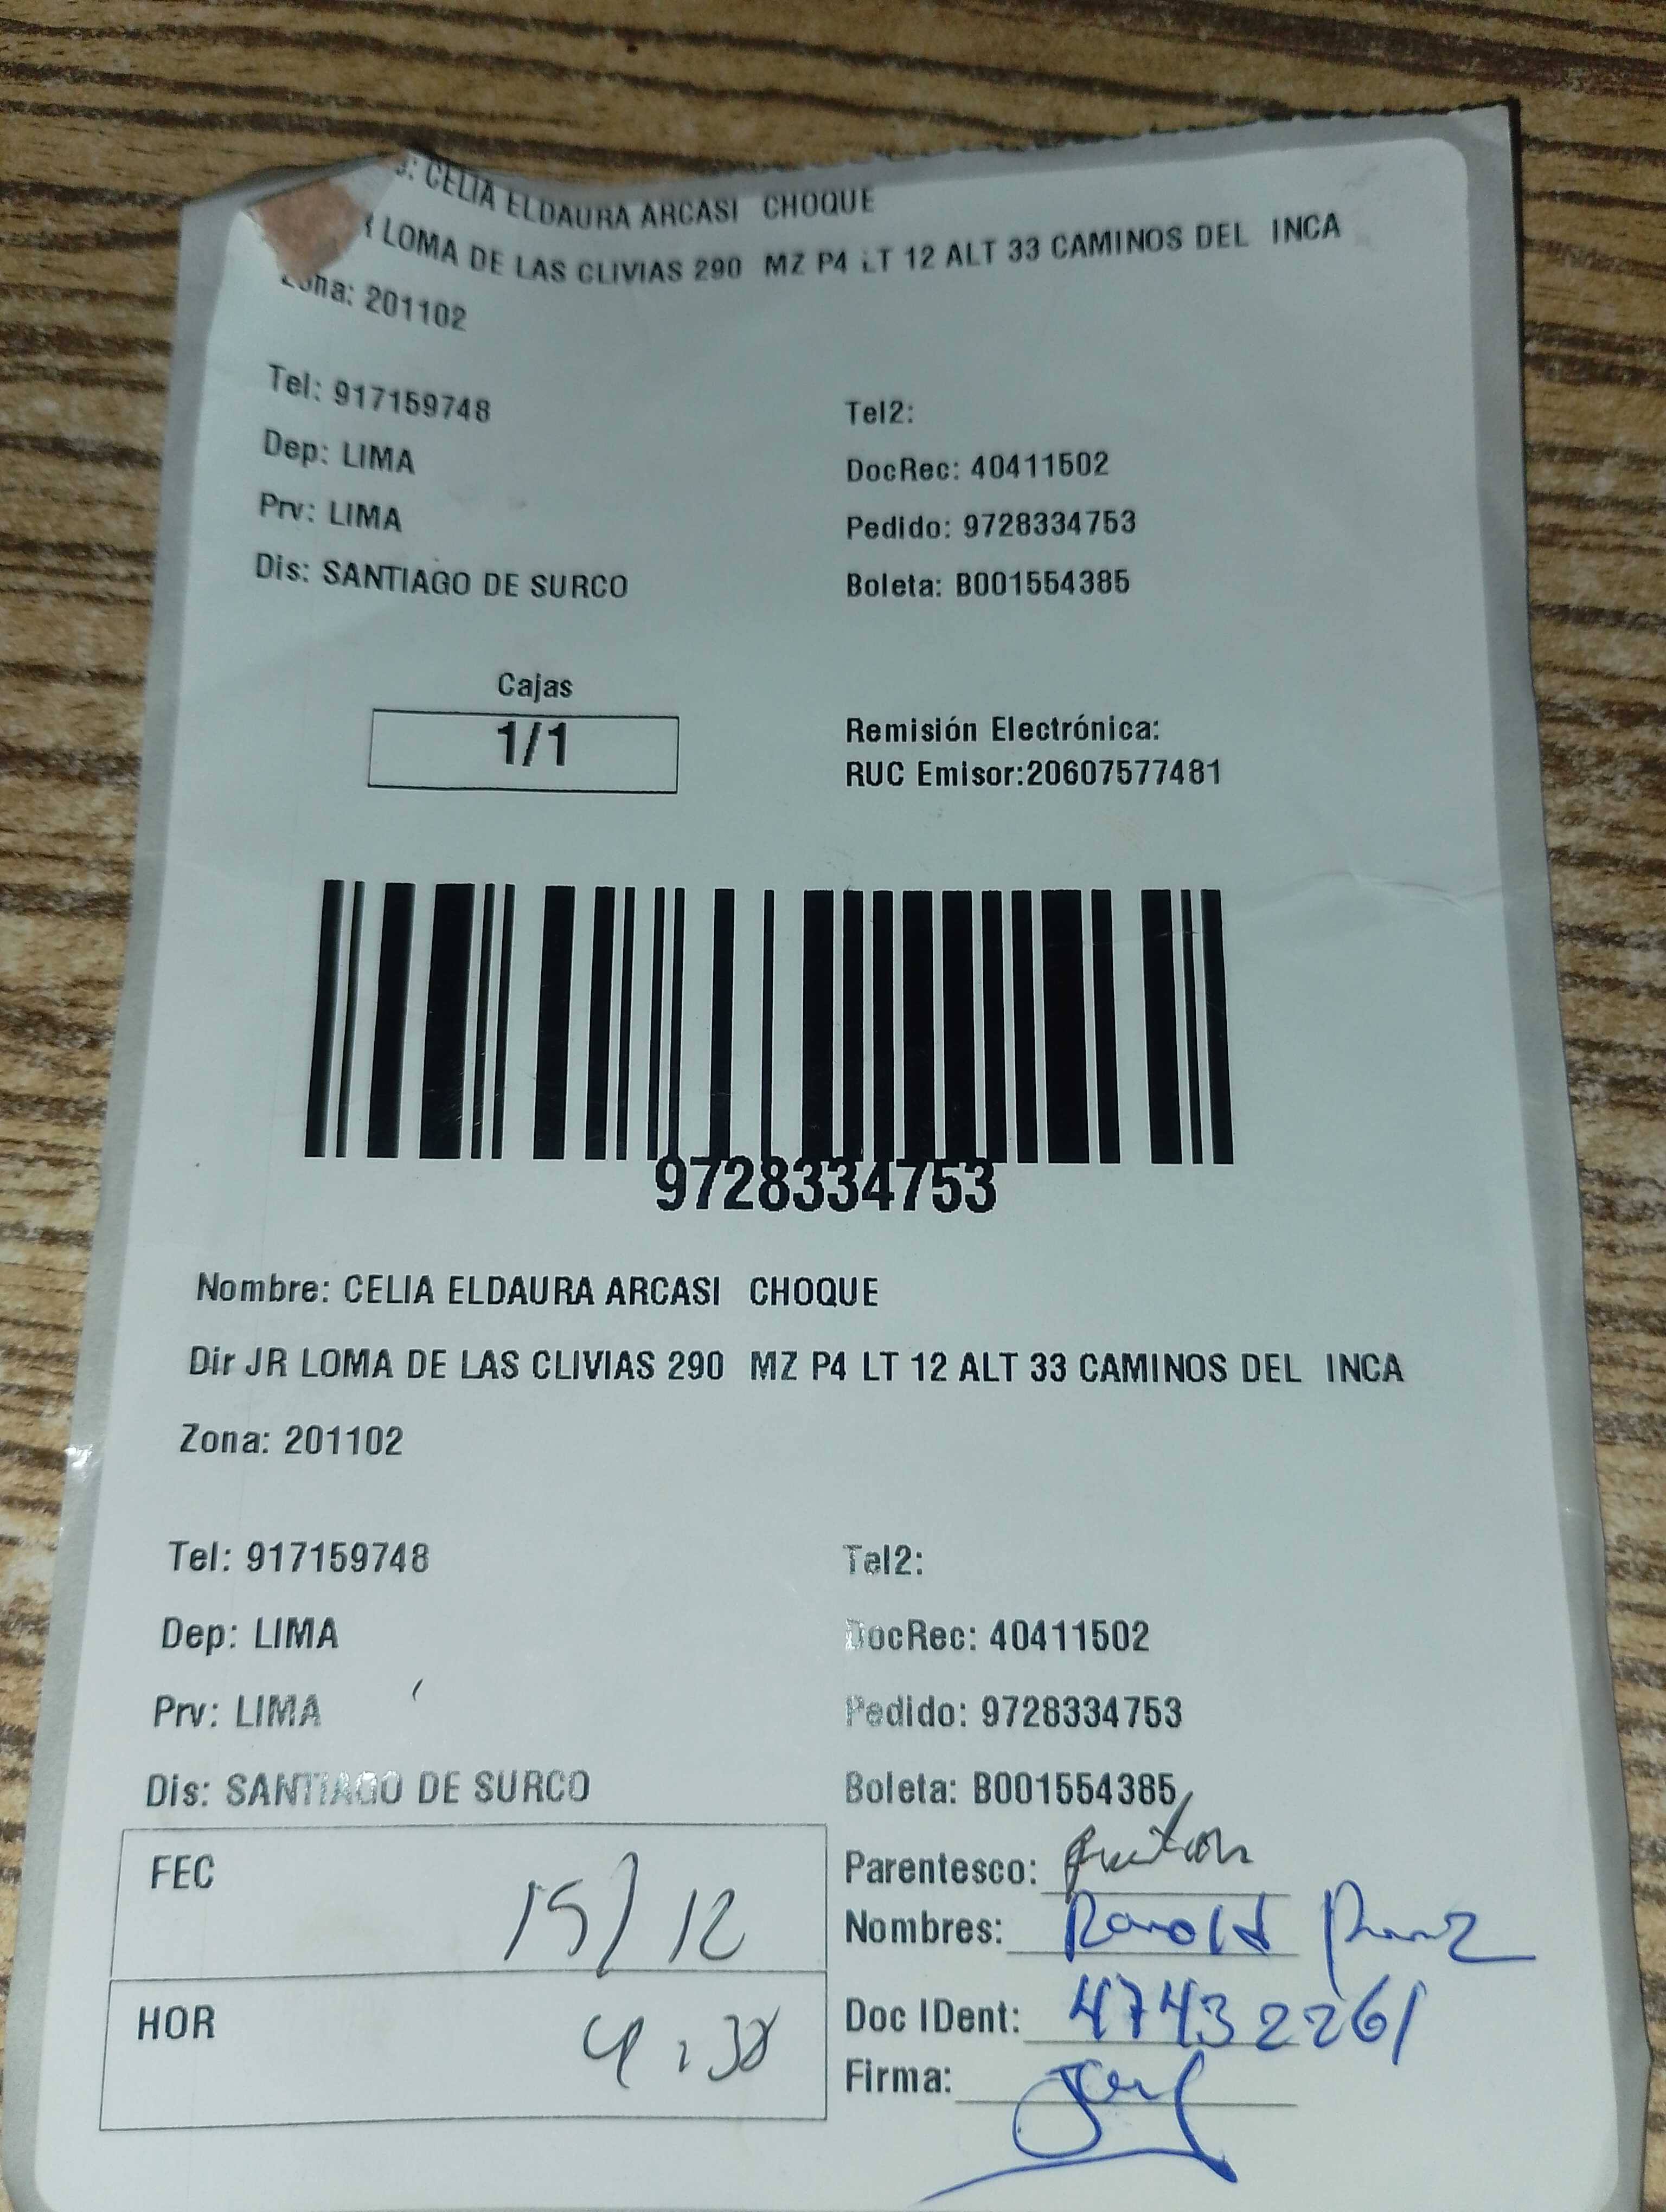 : CELIA ELDAURA ARCASI CHOQUE
LOMA DE LAS CLIVIAS 290 MZ P4 LT 12 ALT 33 CAMINOS DEL INCA
Zona: 201102
Tel: 917159748
Tel2:
Dep: LIMA
DocRec: 40411502
Prv: LIMA
Pedido: 9728334753
Dis: SANTIAGO DE SURCO
Boleta: B001554385
Cajas
1/1
Remisión Electrónica:
RUC Emisor:20607577481
9728334753
Nombre: CELIA ELDAURA ARCASI CHOQUE
Dir JR LOMA DE LAS CLIVIAS 290 MZ P4 LT 12 ALT 33 CAMINOS DEL INCA
Zona: 201102
Tel: 917159748
Tel2:
Dep: LIMA
DocRec: 40411502
Prv: LIMA
Pedido: 9728334753
Dis: SANTIAGO DE SURCO
Boleta: B001554385
FEC 15/12
Parentesco:
Nombres: Ronold
HOR
Doc IDent: 47432261
Firma: